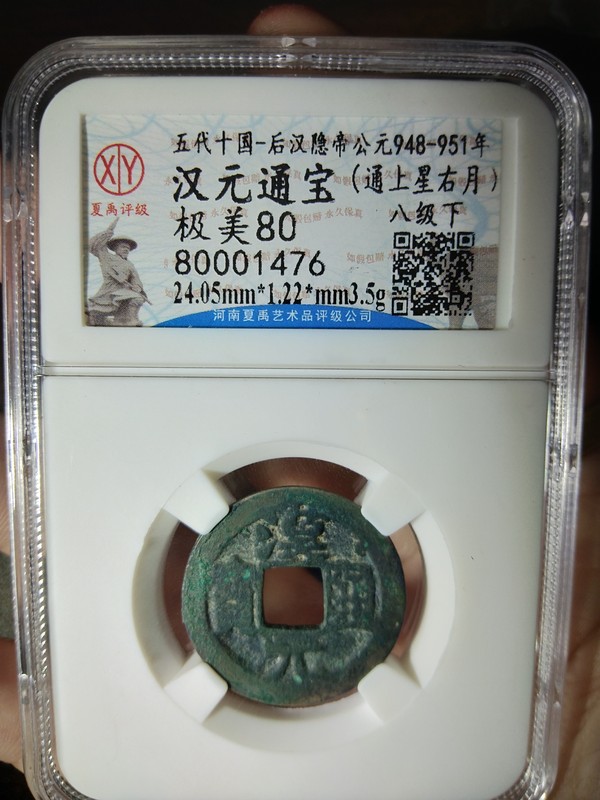 五代十国-后汉隐帝公元948-951年
XY
夏禹评级
汉元通宝(通上星右月)
极美80
八级下
80001476
24.05mm*1.22*mm3.5g
河南夏禹艺术品评级公司
汉
元
通